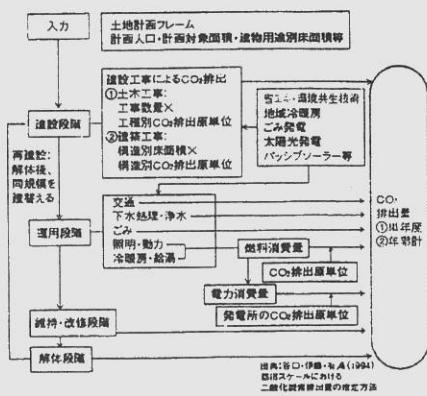 入力
土地計画フレーム
計画人口・計画対象面積・建物用途別床面積等
建設工事によるCO₂排出
①土木工事:
工事数量×
工種別CO₂排出原単位
②建築工事:
構造別床面積×
構造別CO₂排出原単位
省エネ・環境共生技術
地域冷暖房
ごみ発電
太陽光発電
パッシブソーラー等
建設段階
再建設:
解体後、
同規模を
建替える
運用段階
交通
下水処理・浄水
ごみ
照明・動力
冷暖房・給湯
燃料消費量
CO₂排出原単位
電力消費量
発電所のCO₂排出原単位
CO₂
排出量
①単年度
②年累計
維持・改修段階
解体段階
出典:谷口・伊藤・
(1994)
スケールにおける
二酸化炭素排出量の推定方法